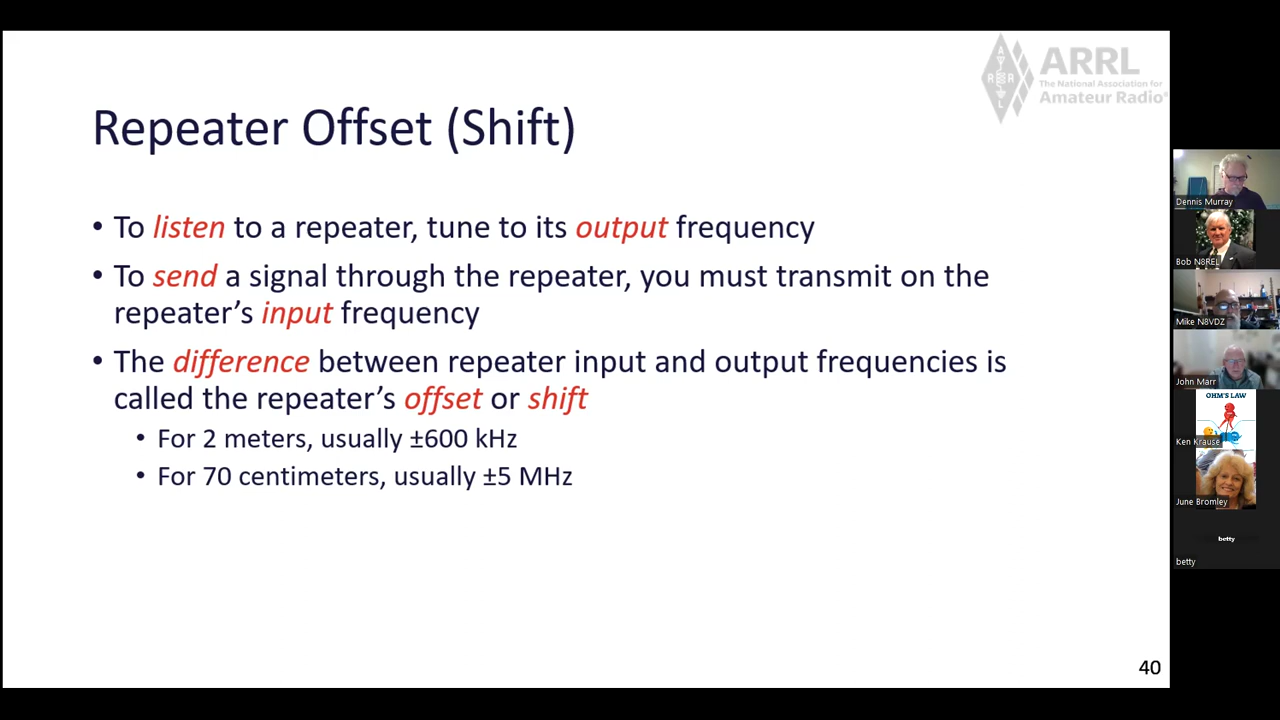 ARRL
The National Association for
Amateur Radio®
Repeater Offset (Shift)
• To listen to a repeater, tune to its output frequency
• To send a signal through the repeater, you must transmit on the
repeater’s input frequency
• The difference between repeater input and output frequencies is
called the repeater’s offset or shift
• For 2 meters, usually ±600 kHz
• For 70 centimeters, usually ±5 MHz
40
Dennis Murray
Bob N8REL
Mike N8VDZ
John Marr
OHM'S LAW
Ken Krause
June Bromley
betty
betty